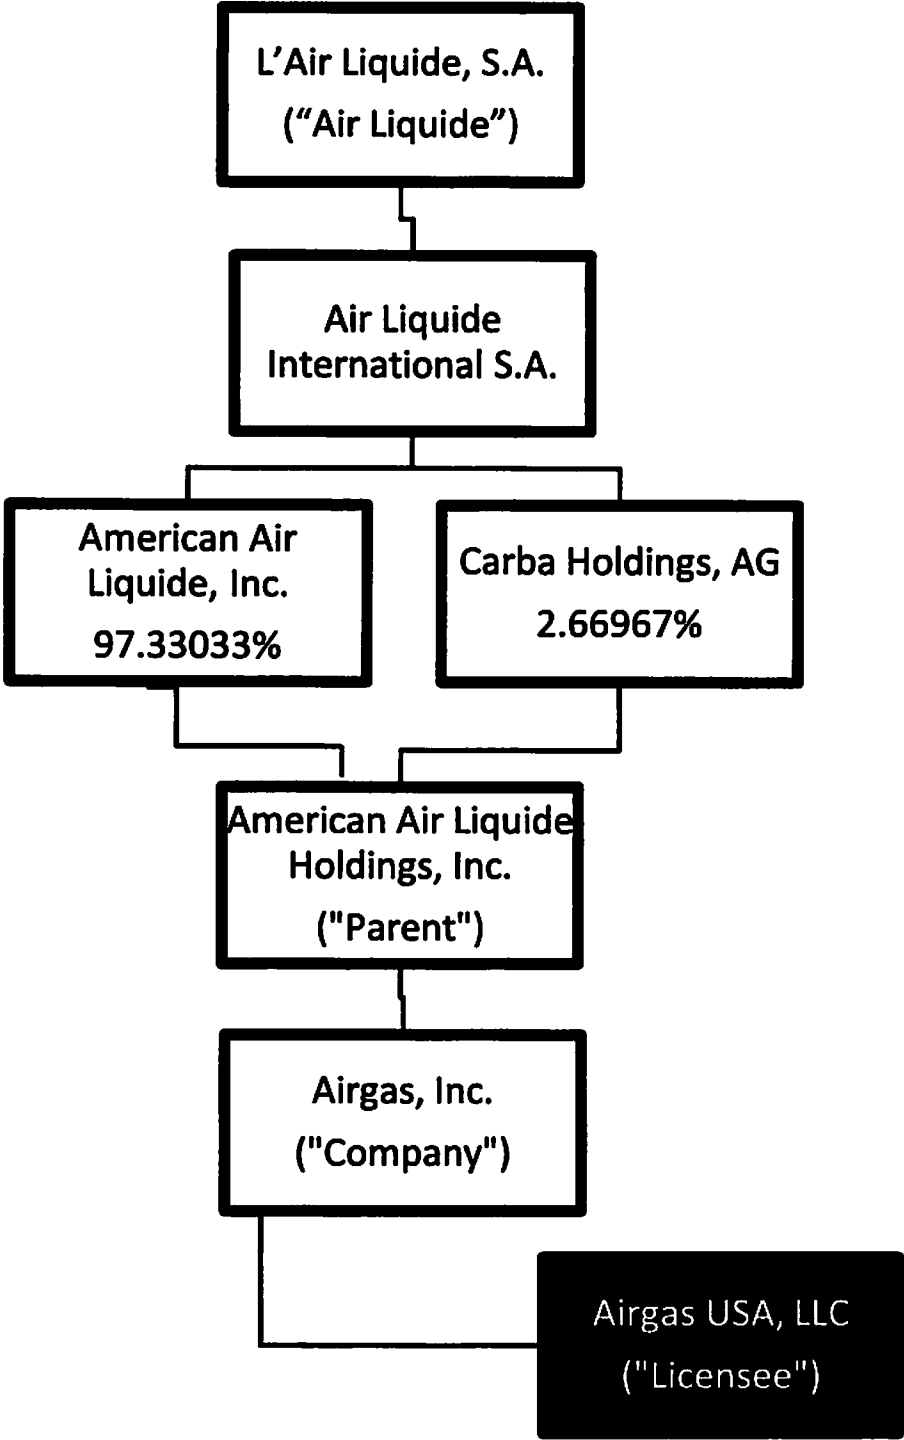 L’Air Liquide, S.A.
(“Air Liquide”)
Air Liquide
International S.A.
American Air
Liquide, Inc.
97.33033%
Carba Holdings, AG
2.66967%
American Air Liquide
Holdings, Inc.
("Parent")
Airgas, Inc.
("Company")
Airgas USA, LLC
("Licensee")